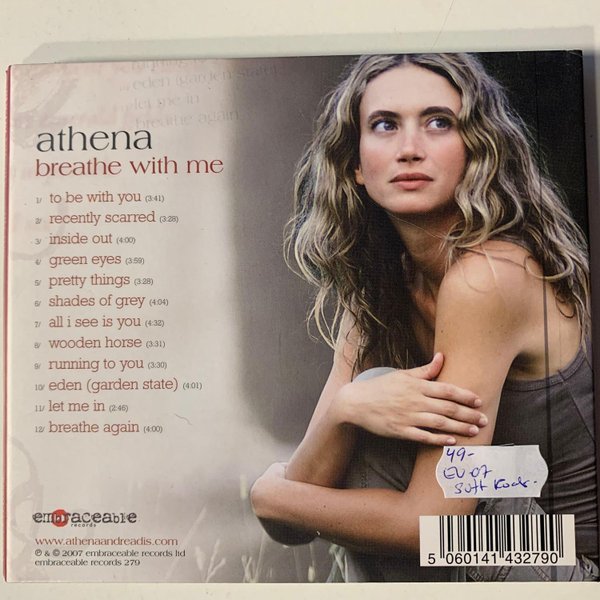 eden (garden state)
let me in
breathe again
athena
breathe with me
1/ to be with you (3:41)
2/ recently scarred (3:28)
3/ inside out (4:00)
4/ green eyes (3:59)
5/ pretty things (3:28)
6/ shades of grey (4:04)
7/ all i see is you (4:32)
8/ wooden horse (3:31)
9/ running to you (3:30)
10/ eden (garden state) (4:01)
11/ let me in (2:46)
12/ breathe again (4:00)
49-
EU-07
Soft Rock.
embraceable
records
www.athenaandreadis.com
℗ & © 2007 embraceable records ltd
embraceable records 279
5 060141 432790